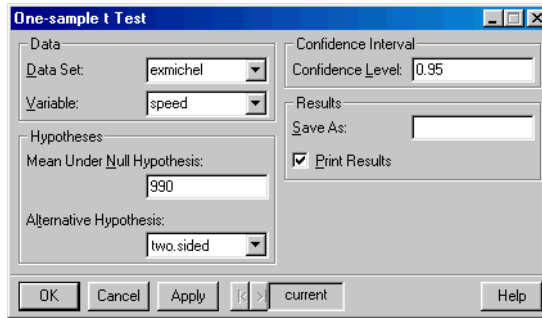 One-sample t Test
Data
Data Set: exmichel
Variable: speed
Hypotheses
Mean Under Null Hypothesis:
990
Alternative Hypothesis:
two.sided
Confidence Interval
Confidence Level: 0.95
Results
Save As:
Print Results
OK Cancel Apply current Help